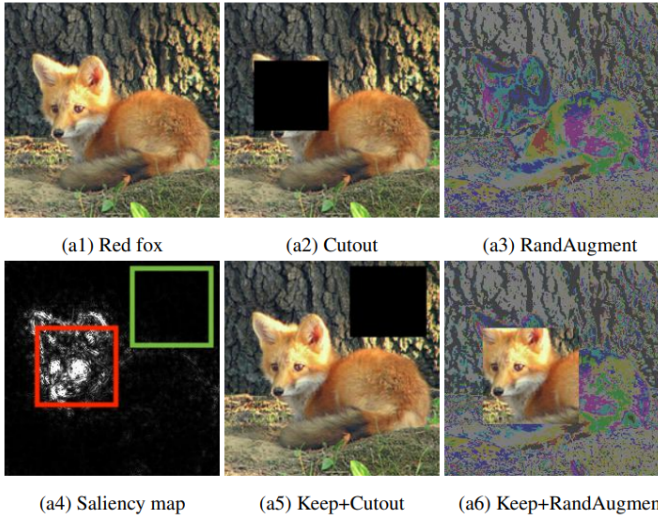 (a1) Red fox
(a2) Cutout
(a3) RandAugment
(a4) Saliency map
(a5) Keep+Cutout
(a6) Keep+RandAugmen